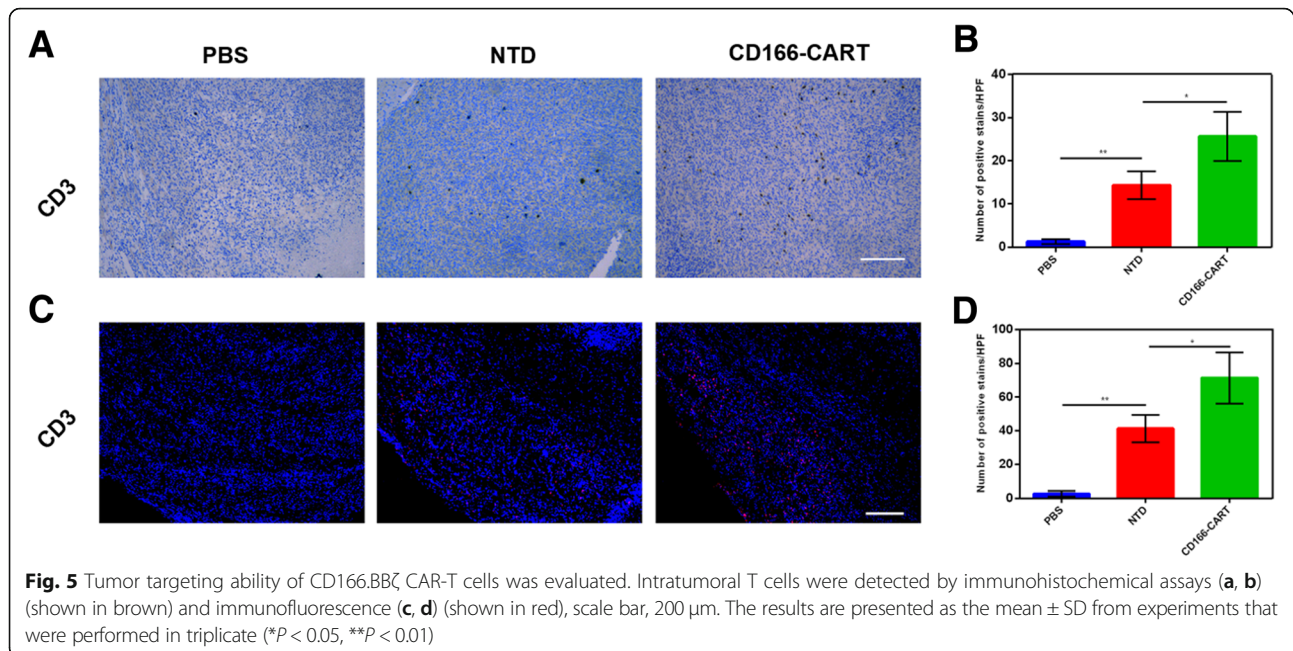 A
PBS
NTD
CD166-CART
CD3
B
Number of positive stains/HPF
40
30
20
10
0
**
*
PBS
NTD
CD166-CART
C
CD3
D
Number of positive stains/HPF
100
80
60
40
20
0
**
*
PBS
NTD
CD166-CART
Fig. 5 Tumor targeting ability of CD166.BBζ CAR-T cells was evaluated. Intratumoral T cells were detected by immunohistochemical assays (a, b)
(shown in brown) and immunofluorescence (c, d) (shown in red), scale bar, 200 μm. The results are presented as the mean ± SD from experiments that
were performed in triplicate (*P < 0.05, **P < 0.01)